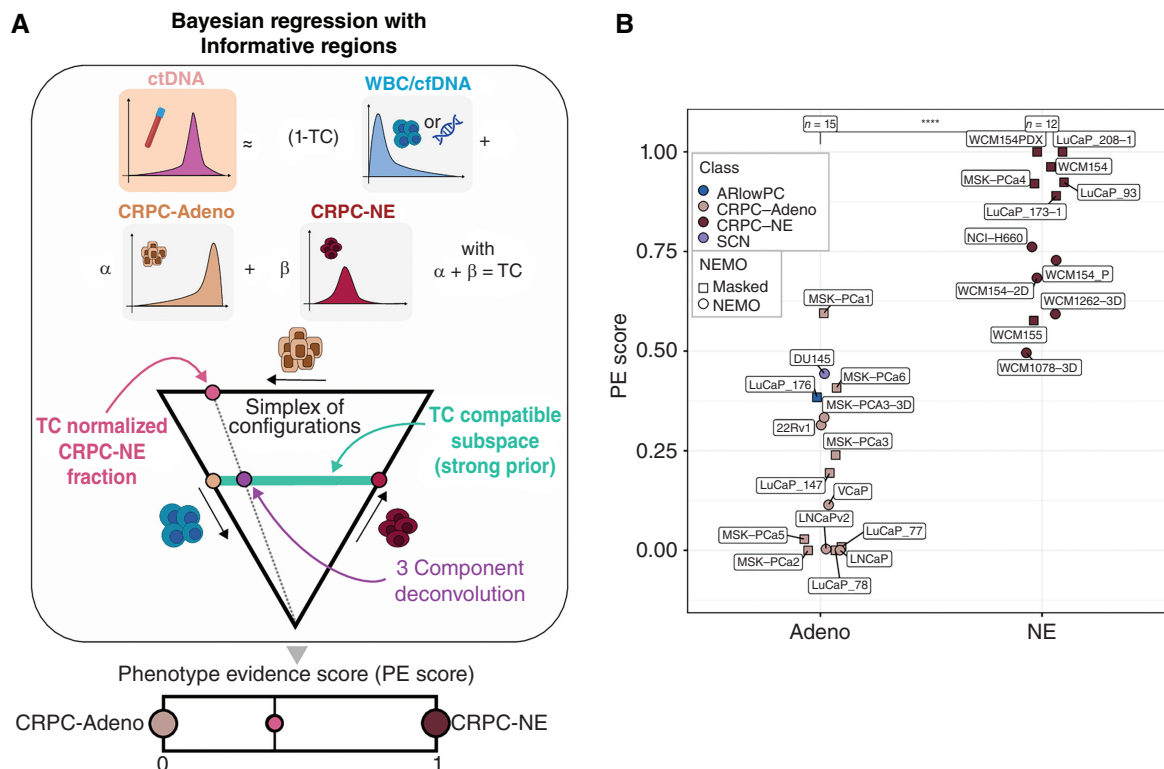 A
Bayesian regression with
Informative regions
ctDNA
WBC/cfDNA
≈
(1-TC)
or
+
CRPC-Adeno
CRPC-NE
α
+
β
with
α + β = TC
Simplex of
configurations
TC normalized
CRPC-NE
fraction
TC compatible
subspace
(strong prior)
3 Component
deconvolution
Phenotype evidence score (PE score)
CRPC-Adeno
CRPC-NE
0
1
B
n = 15
****
n = 12
PE score
1.00
0.75
0.50
0.25
0.00
Class
ARlowPC
CRPC–Adeno
CRPC–NE
SCN
NEMO
Masked
NEMO
WCM154PDX
LuCaP_208–1
WCM154
MSK–PCa4
LuCaP_93
LuCaP_173–1
NCI–H660
WCM154_P
WCM154–2D
WCM1262–3D
WCM155
WCM1078–3D
MSK–PCa1
DU145
MSK–PCa6
LuCaP_176
MSK–PCA3–3D
22Rv1
MSK–PCa3
LuCaP_147
VCaP
LNCaPv2
MSK–PCa5
LuCaP_77
MSK–PCa2
LNCaP
LuCaP_78
Adeno
NE